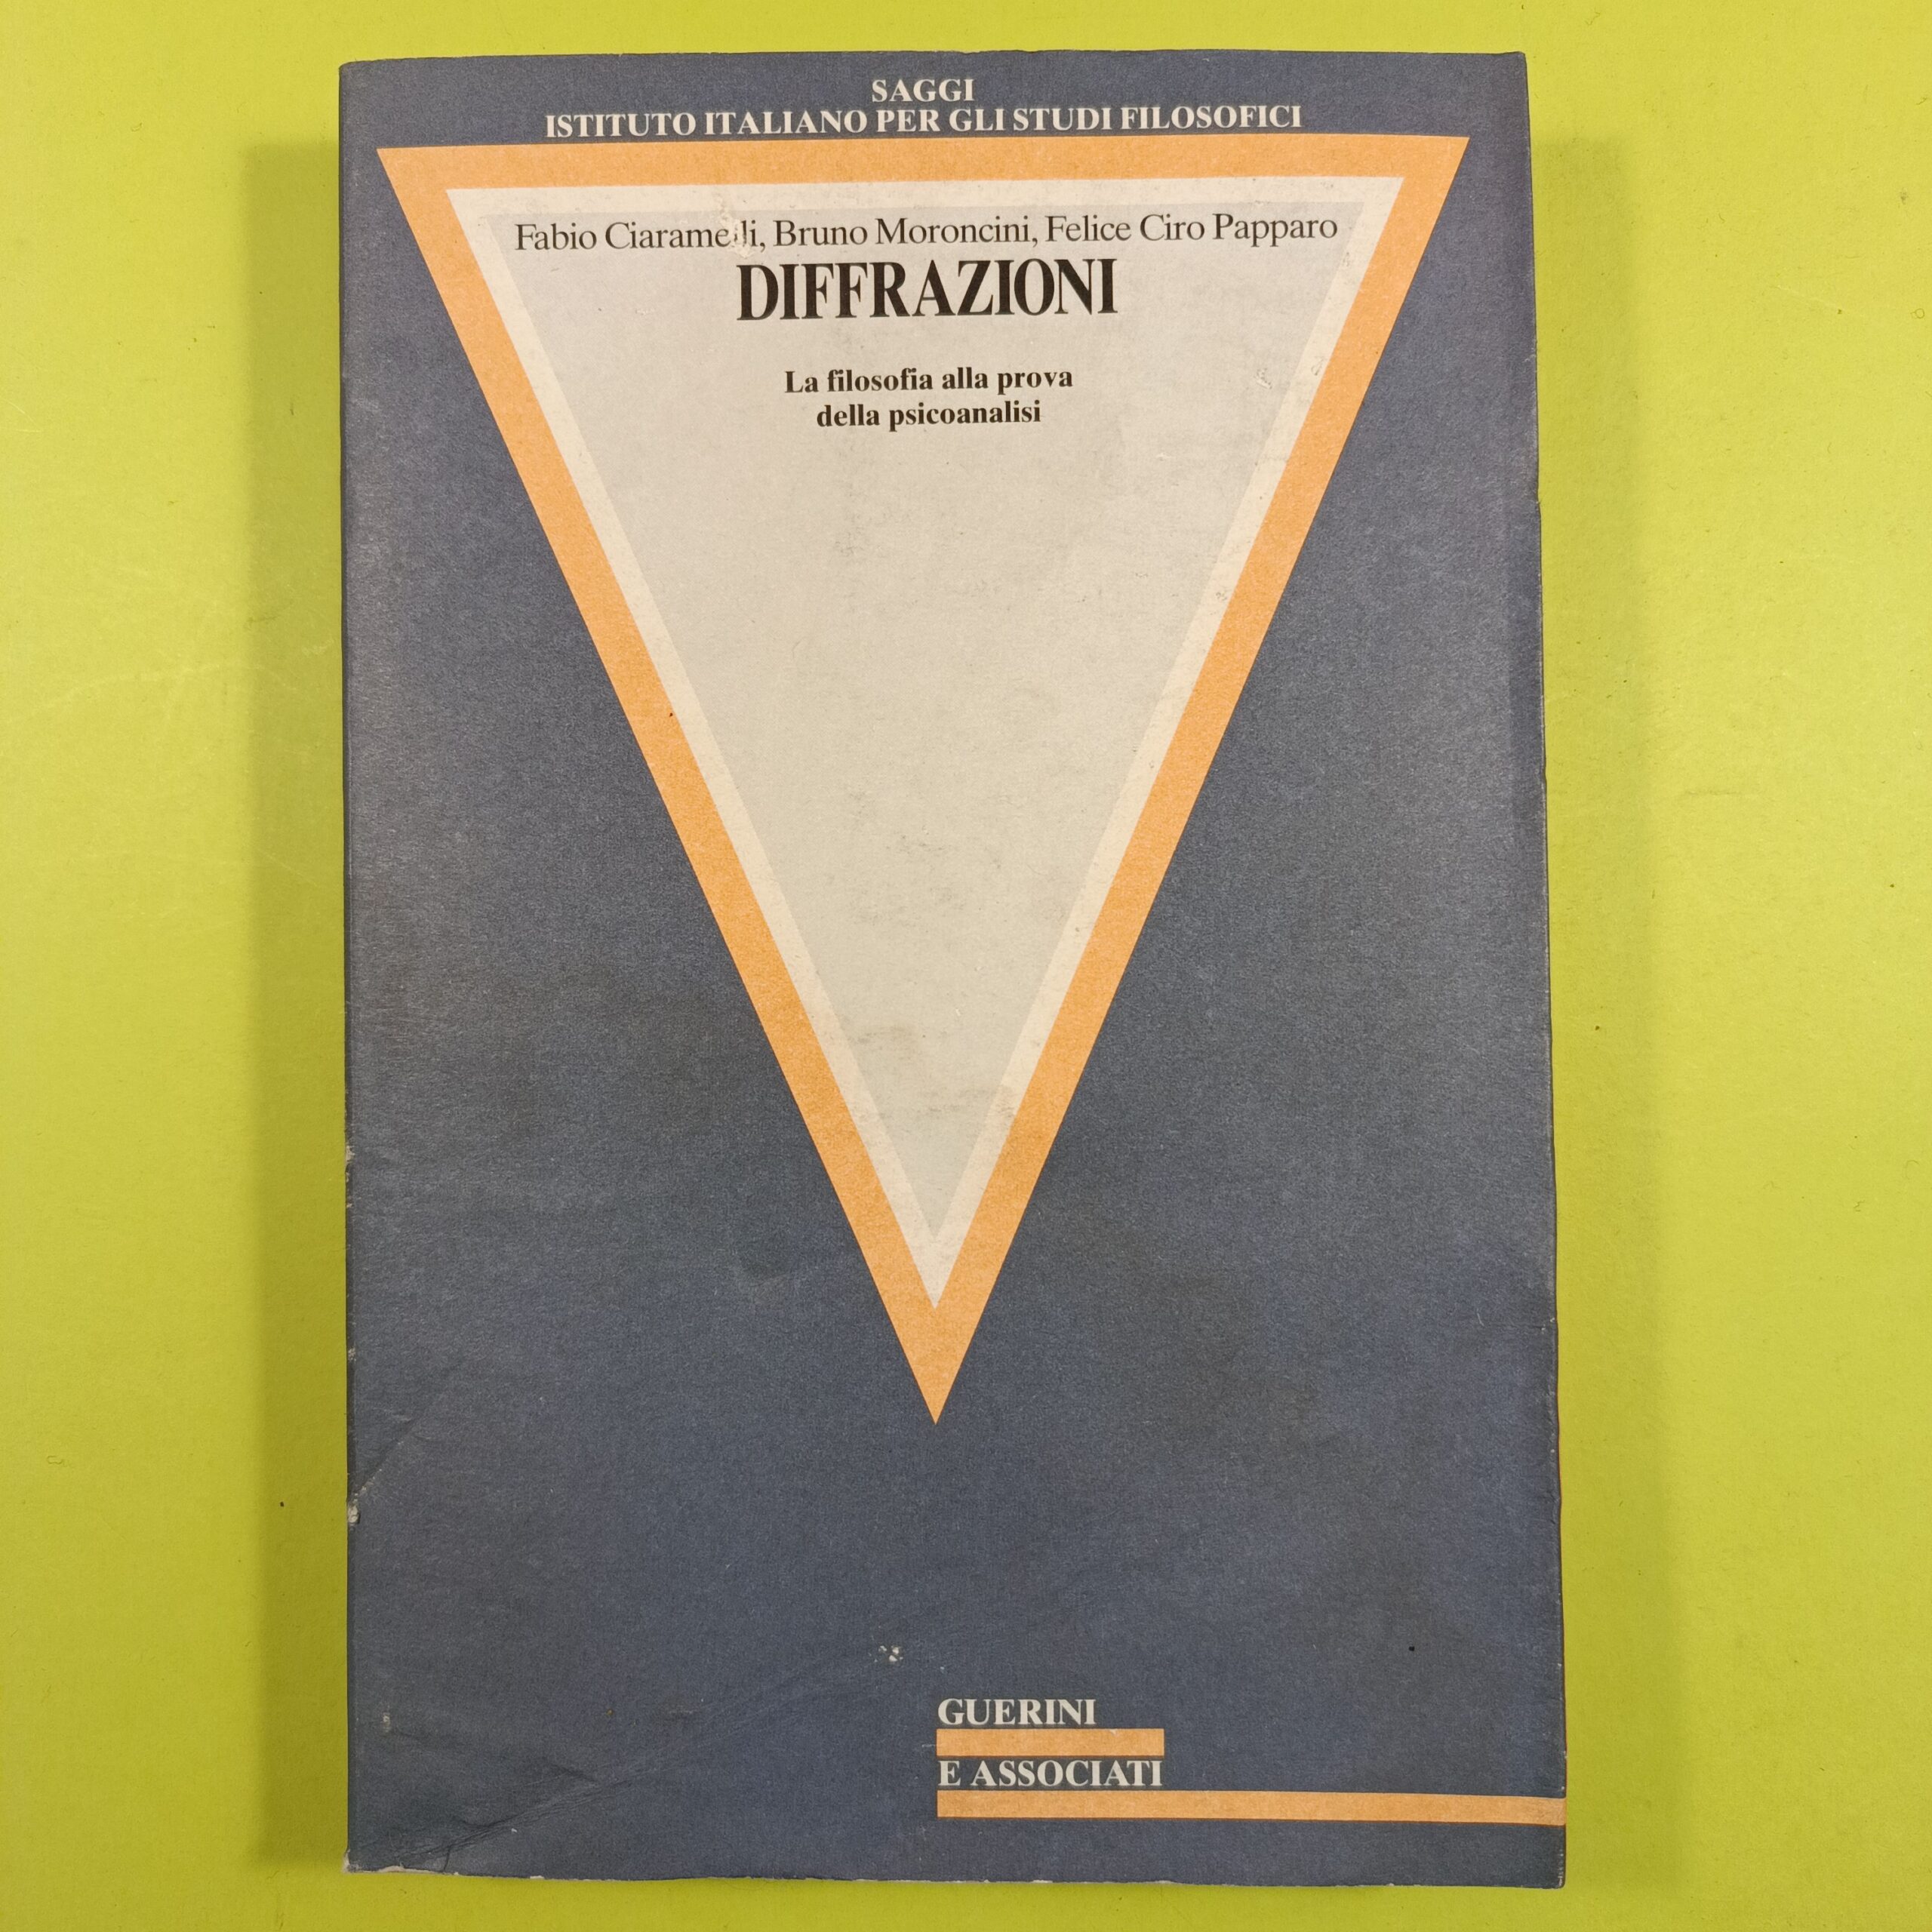 SAGGI
ISTITUTO ITALIANO PER GLI STUDI FILOSOFICI
Fabio Ciaramelli, Bruno Moroncini, Felice Ciro Papparo
DIFFRAZIONI
La filosofia alla prova
della psicoanalisi
GUERINI
E ASSOCIATI